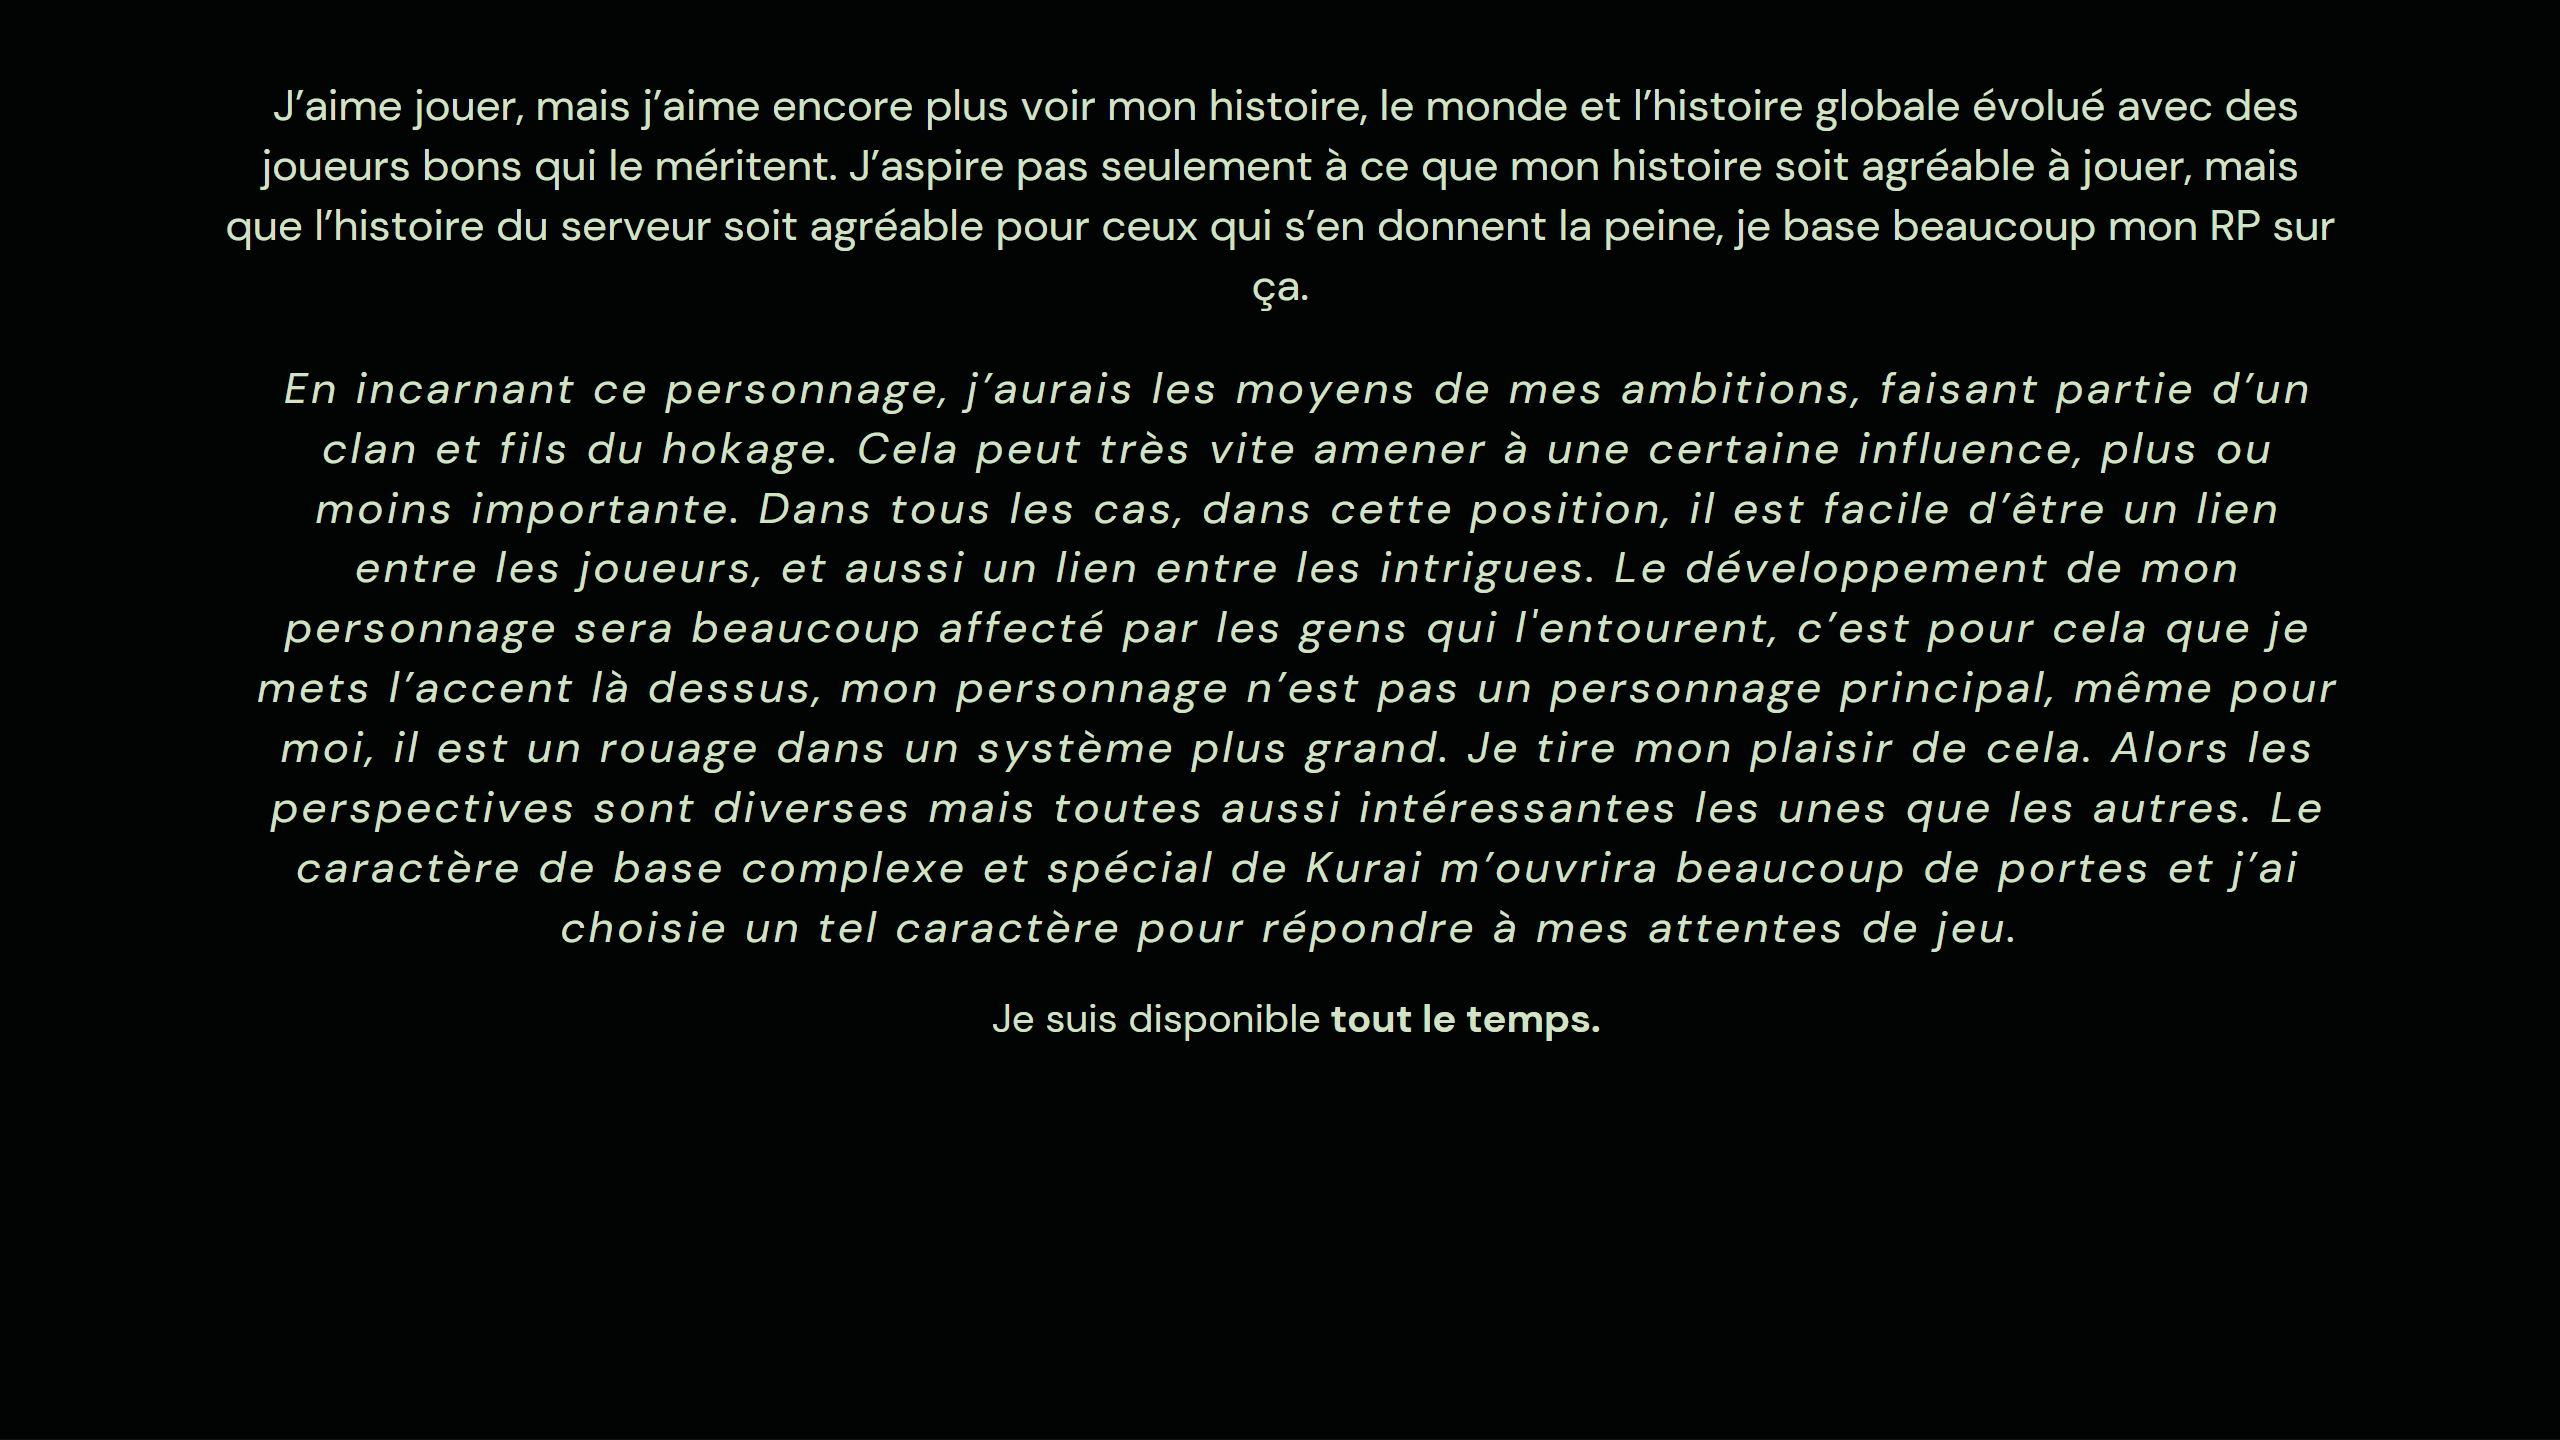 J’aime jouer, mais j’aime encore plus voir mon histoire, le monde et l’histoire globale évolué avec des
joueurs bons qui le méritent. J’aspire pas seulement à ce que mon histoire soit agréable à jouer, mais
que l’histoire du serveur soit agréable pour ceux qui s’en donnent la peine, je base beaucoup mon RP sur
ça.
En incarnant ce personnage, j’aurais les moyens de mes ambitions, faisant partie d’un
clan et fils du hokage. Cela peut très vite amener à une certaine influence, plus ou
moins importante. Dans tous les cas, dans cette position, il est facile d’être un lien
entre les joueurs, et aussi un lien entre les intrigues. Le développement de mon
personnage sera beaucoup affecté par les gens qui l'entourent, c’est pour cela que je
mets l’accent là dessus, mon personnage n’est pas un personnage principal, même pour
moi, il est un rouage dans un système plus grand. Je tire mon plaisir de cela. Alors les
perspectives sont diverses mais toutes aussi intéressantes les unes que les autres. Le
caractère de base complexe et spécial de Kurai m’ouvrira beaucoup de portes et j’ai
choisie un tel caractère pour répondre à mes attentes de jeu.
Je suis disponible tout le temps.